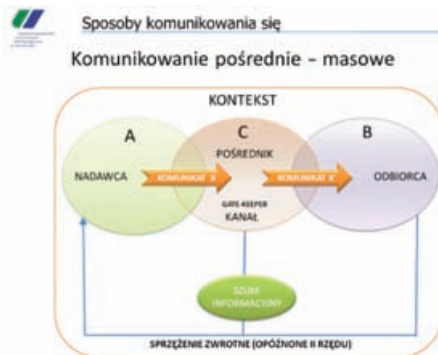 Sposoby komunikowania się
Komunikowanie pośrednie – masowe
KONTEKST
A
C
B
POŚREDNIK
NADAWCA
KOMUNIKAT X
KOMUNIKAT X'
ODBIORCA
GATE-KEEPER
KANAŁ
SZUM
INFORMACYJNY
SPRZĘŻENIE ZWROTNE (OPÓŹNONE II RZĘDU)